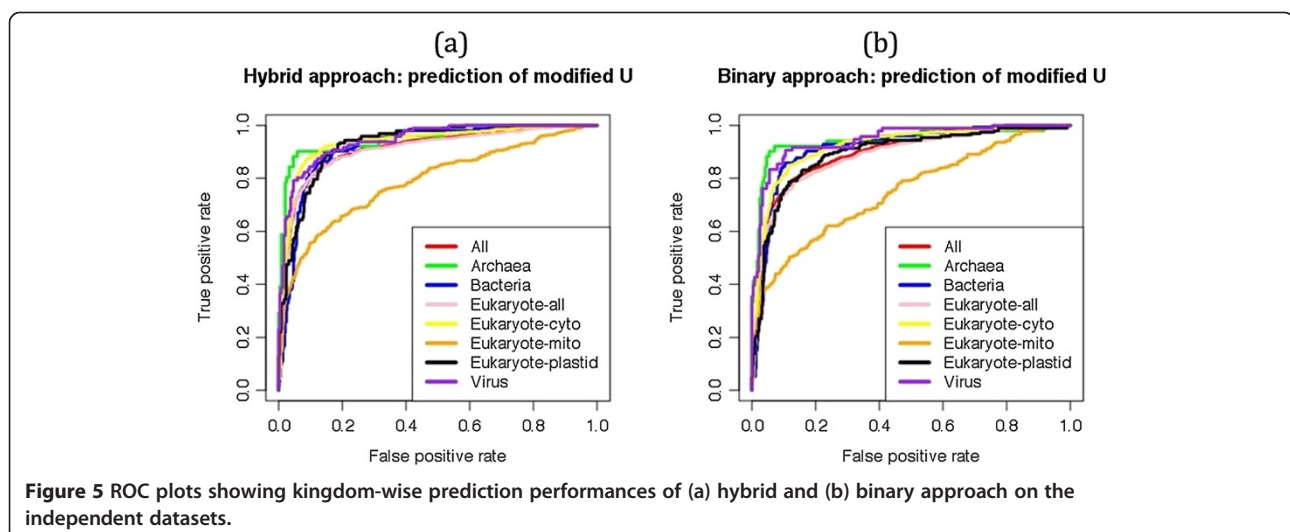 (a)
Hybrid approach: prediction of modified U
True positive rate
1.0
0.8
0.6
0.4
0.2
0.0
All
Archaea
Bacteria
Eukaryote-all
Eukaryote-cyto
Eukaryote-mito
Eukaryote-plastid
Virus
0.0 0.2 0.4 0.6 0.8 1.0
False positive rate
(b)
Binary approach: prediction of modified U
True positive rate
1.0
0.8
0.6
0.4
0.2
0.0
All
Archaea
Bacteria
Eukaryote-all
Eukaryote-cyto
Eukaryote-mito
Eukaryote-plastid
Virus
0.0 0.2 0.4 0.6 0.8 1.0
False positive rate
Figure 5 ROC plots showing kingdom-wise prediction performances of (a) hybrid and (b) binary approach on the
independent datasets.